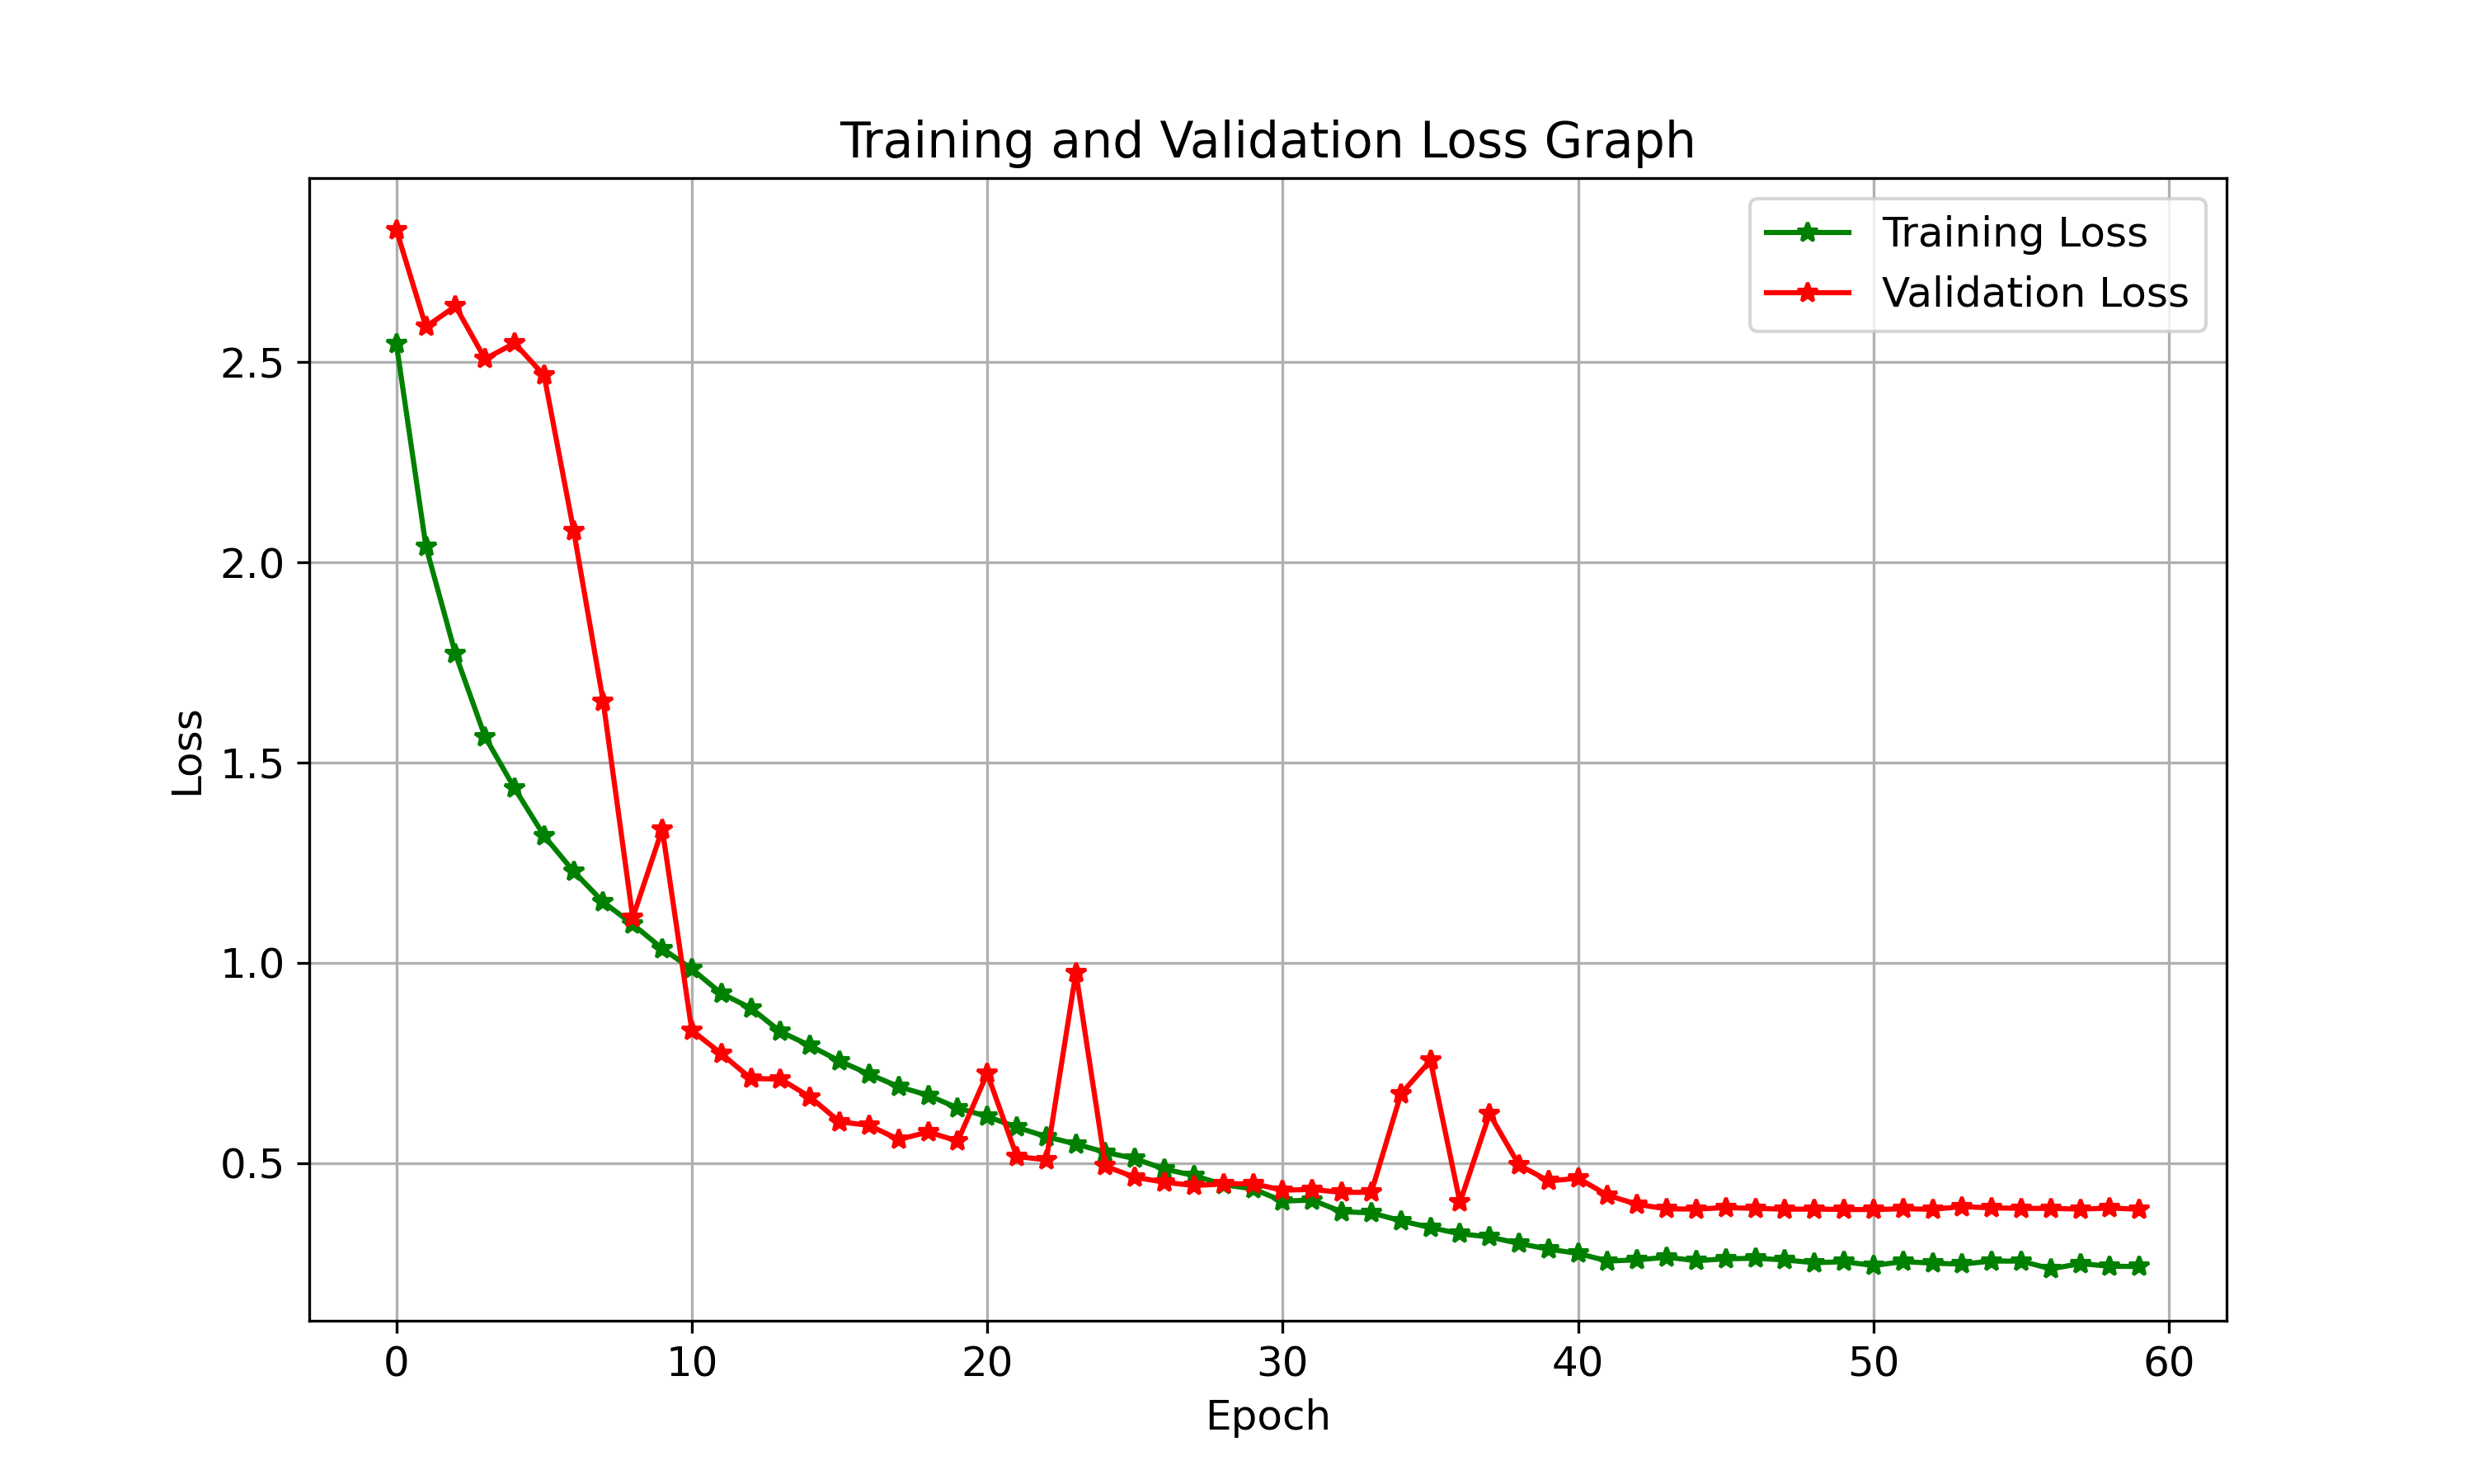 Training and Validation Loss Graph
Training Loss
Validation Loss
Loss
2.5
2.0
1.5
1.0
0.5
0 10 20 30 40 50 60
Epoch